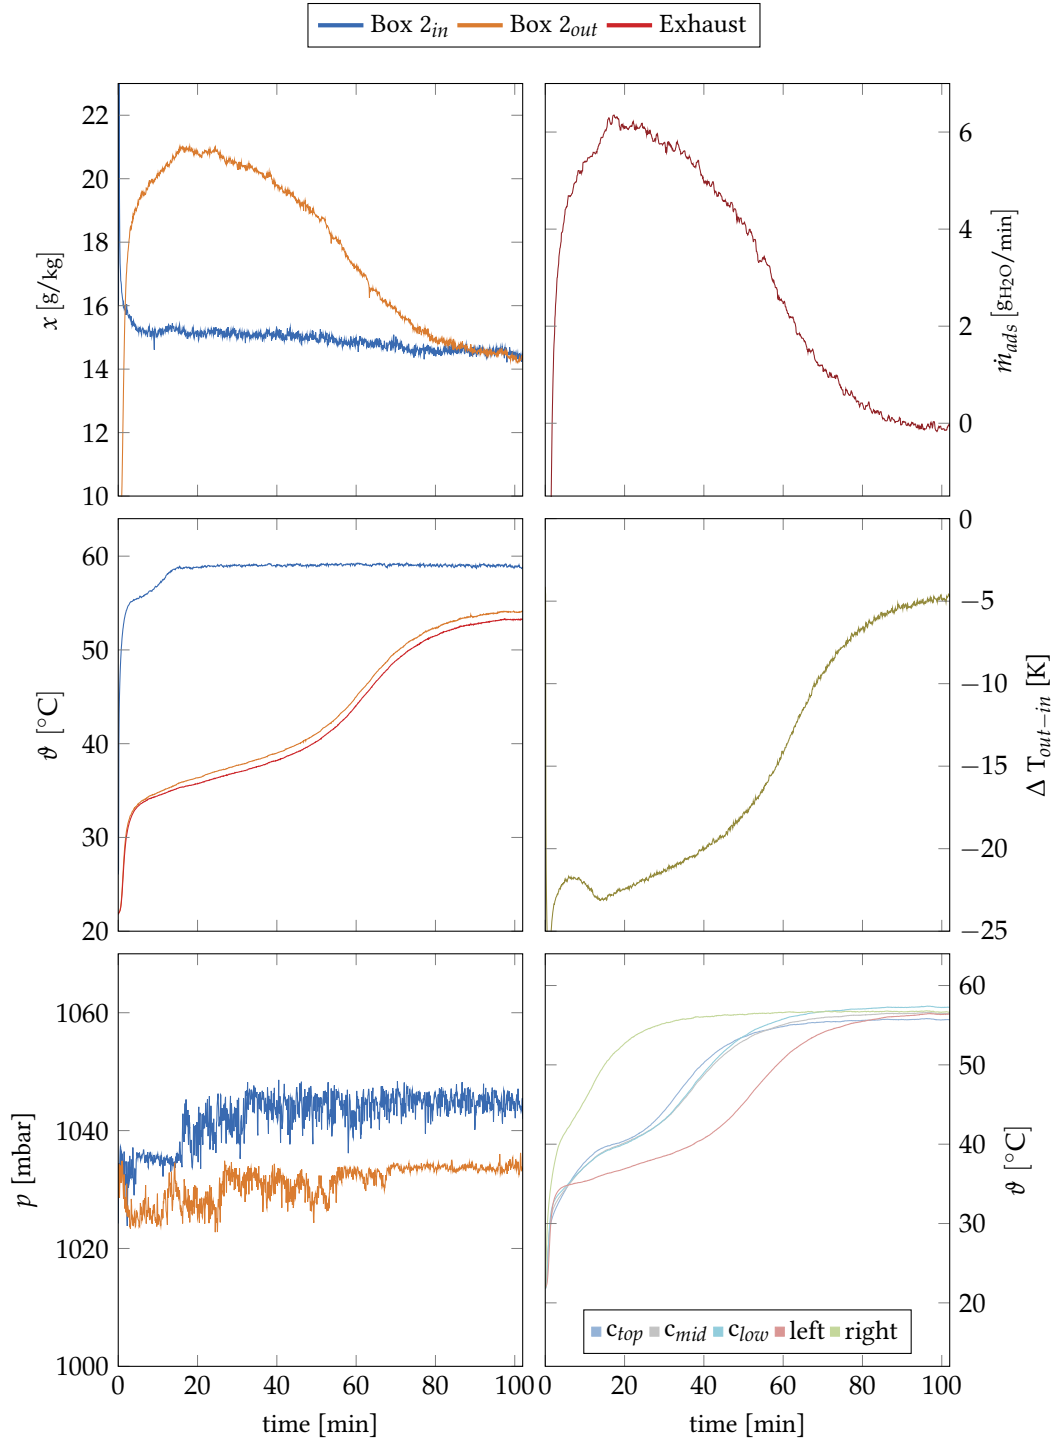 Box 2in Box 2out Exhaust
22
20
18
16
14
12
10
x [g/kg]
6
4
2
0
ṁads [gH2O/min]
60
50
40
30
20
ϑ [°C]
0
−5
−10
−15
−20
−25
Δ Tout−in [K]
1060
1040
1020
1000
p [mbar]
60
50
40
30
20
ϑ [°C]
ctop cmid clow left right
0 20 40 60 80 100
0 20 40 60 80 100
time [min]
time [min]